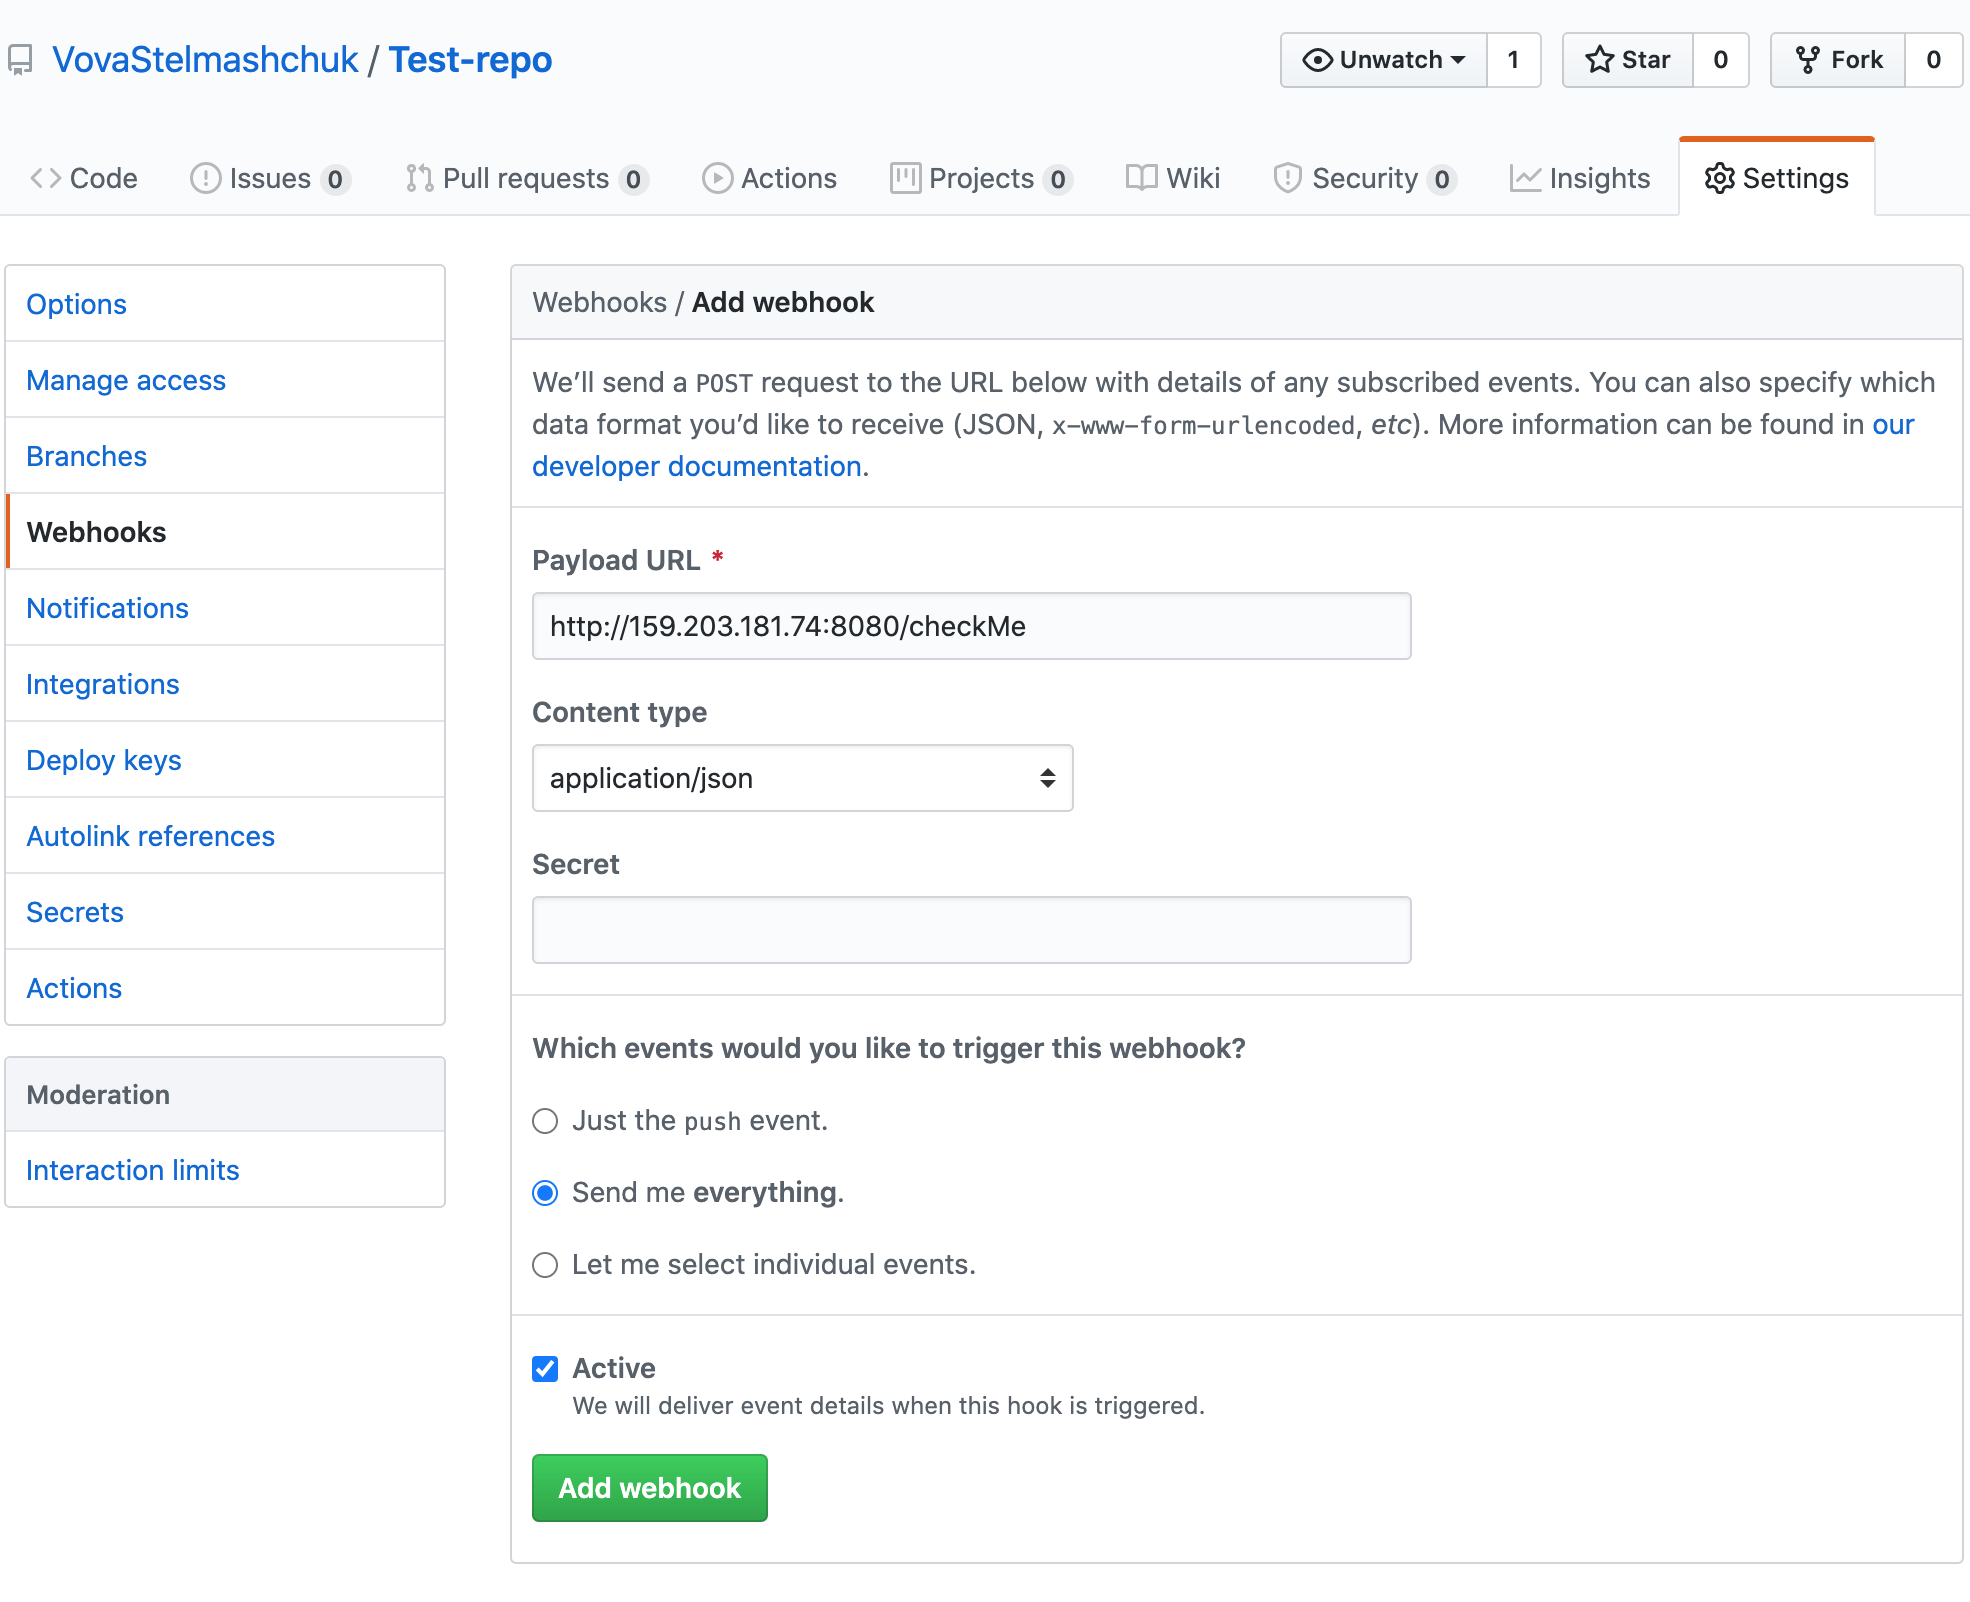 VovaStelmashchuk / Test-repo
Unwatch 1 Star 0 Fork 0
Code Issues 0 Pull requests 0 Actions Projects 0 Wiki Security 0 Insights Settings
Options
Manage access
Branches
Webhooks
Notifications
Integrations
Deploy keys
Autolink references
Secrets
Actions
Moderation
Interaction limits
Webhooks / Add webhook
We’ll send a POST request to the URL below with details of any subscribed events. You can also specify which
data format you’d like to receive (JSON, x-www-form-urlencoded, etc). More information can be found in our
developer documentation.
Payload URL *
http://159.203.181.74:8080/checkMe
Content type
application/json
Secret
Which events would you like to trigger this webhook?
Just the push event.
Send me everything.
Let me select individual events.
Active
We will deliver event details when this hook is triggered.
Add webhook